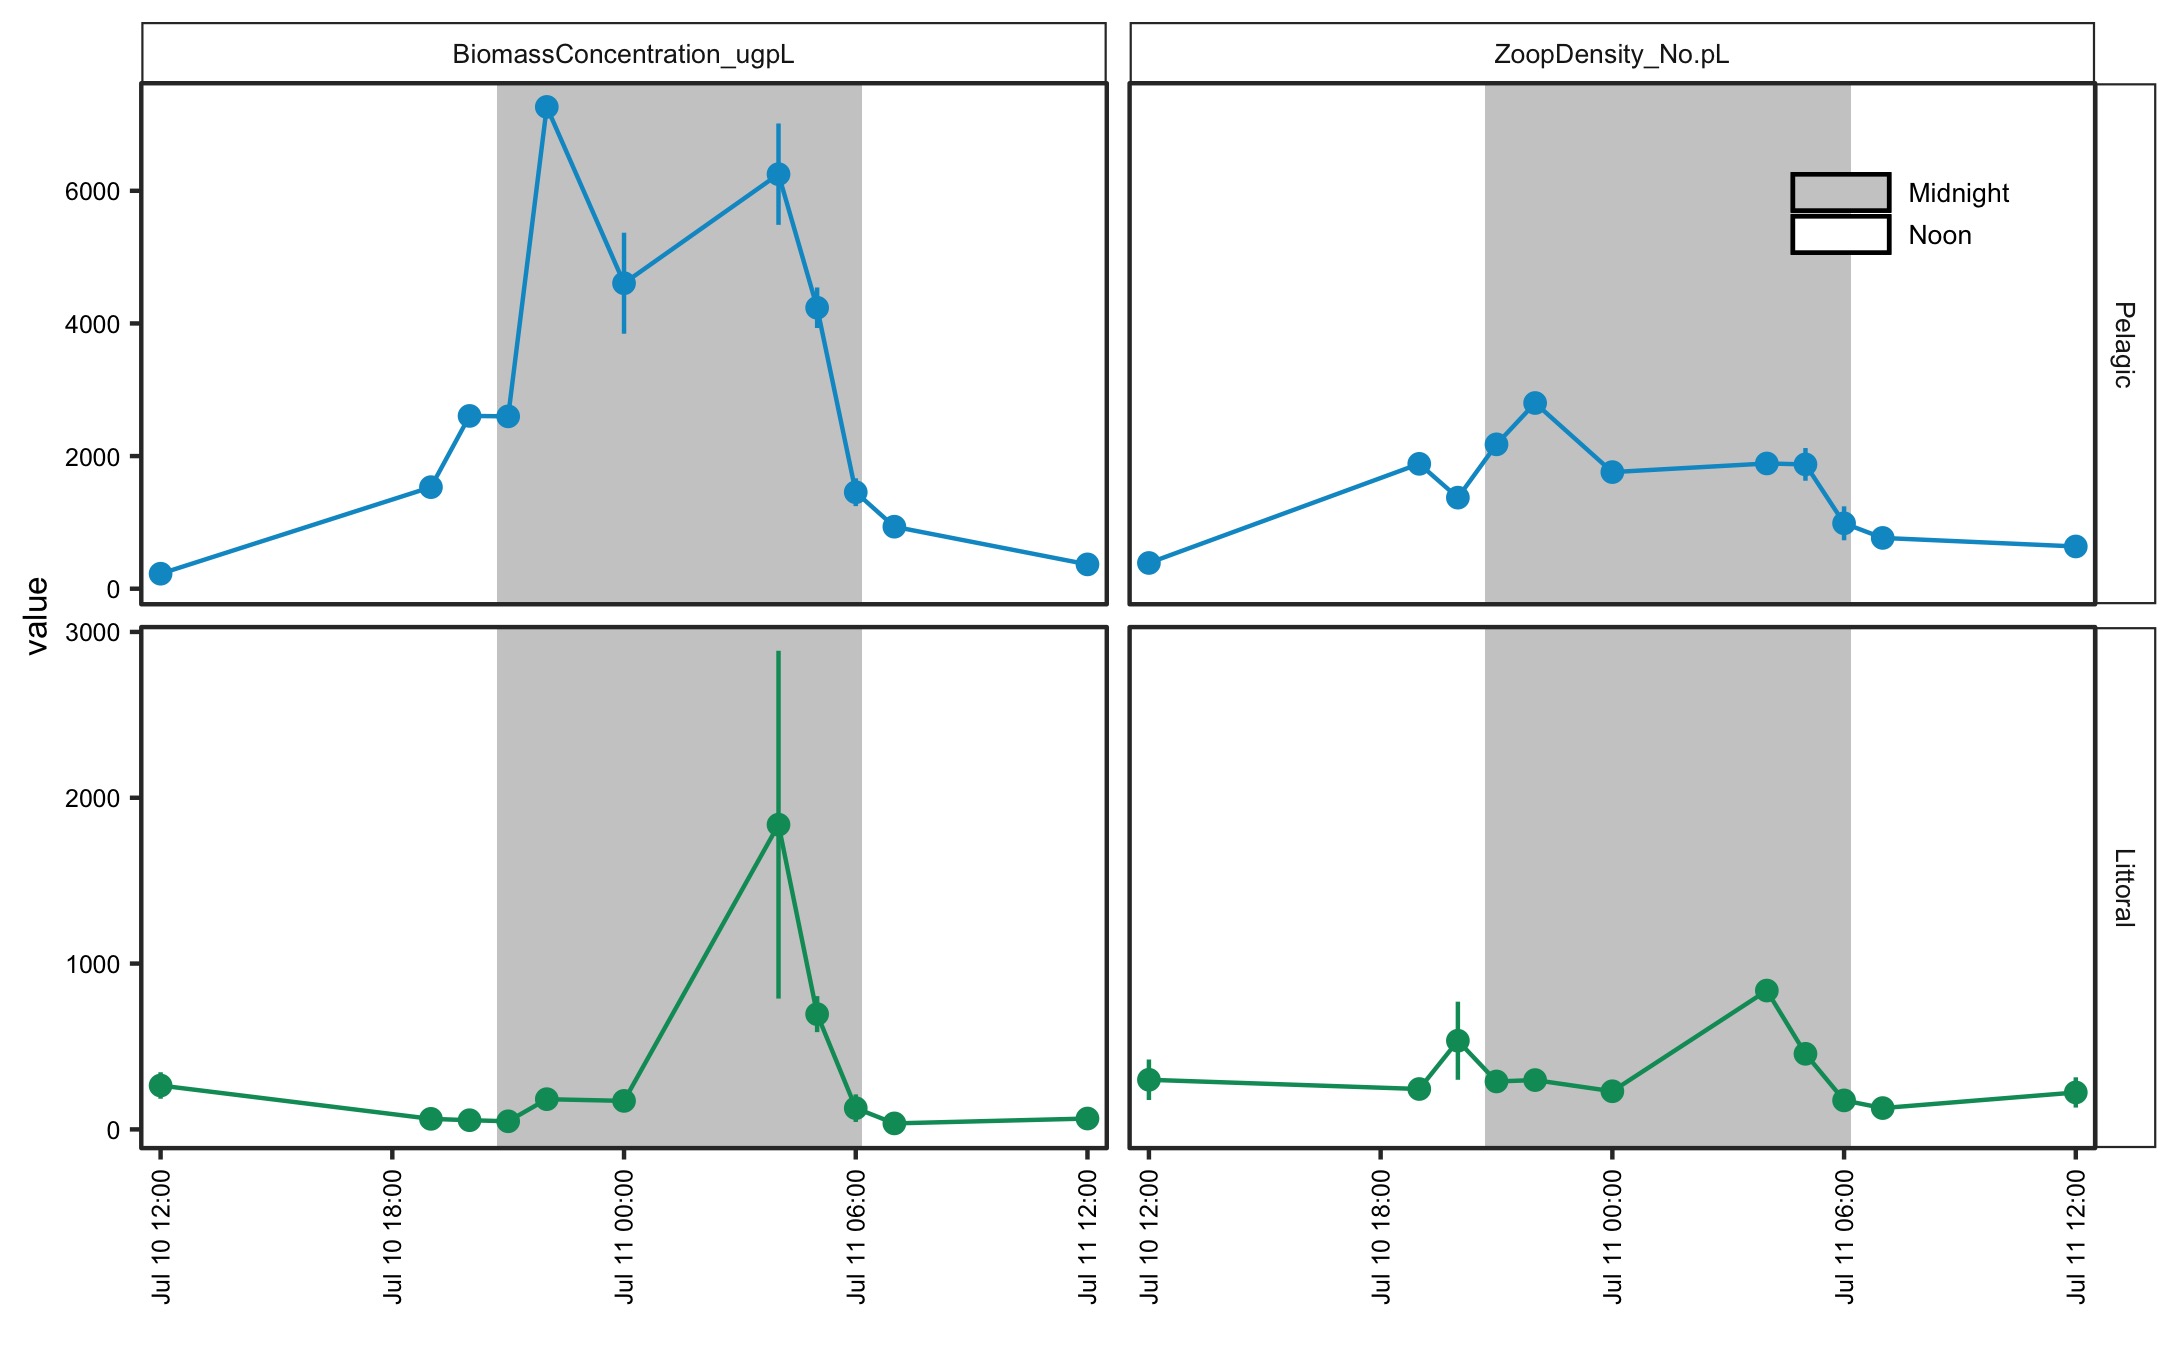 BiomassConcentration_ugpL
ZoopDensity_No.pL
6000
4000
2000
0
Midnight
Noon
Pelagic
value
3000
2000
1000
0
Littoral
Jul 10 12:00
Jul 10 18:00
Jul 11 00:00
Jul 11 06:00
Jul 11 12:00
Jul 10 12:00
Jul 10 18:00
Jul 11 00:00
Jul 11 06:00
Jul 11 12:00